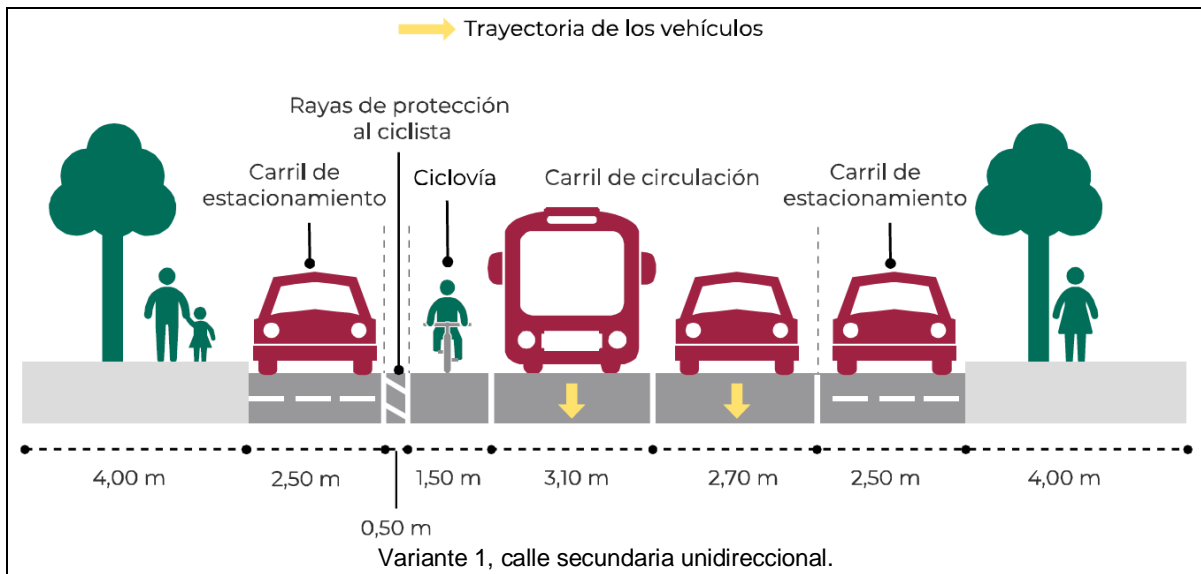 Trayectoria de los vehículos
Rayas de protección
al ciclista
Carril de
estacionamiento
Ciclovía
Carril de circulación
Carril de
estacionamiento
4,00 m
2,50 m
1,50 m
3,10 m
2,70 m
2,50 m
4,00 m
0,50 m
Variante 1, calle secundaria unidireccional.